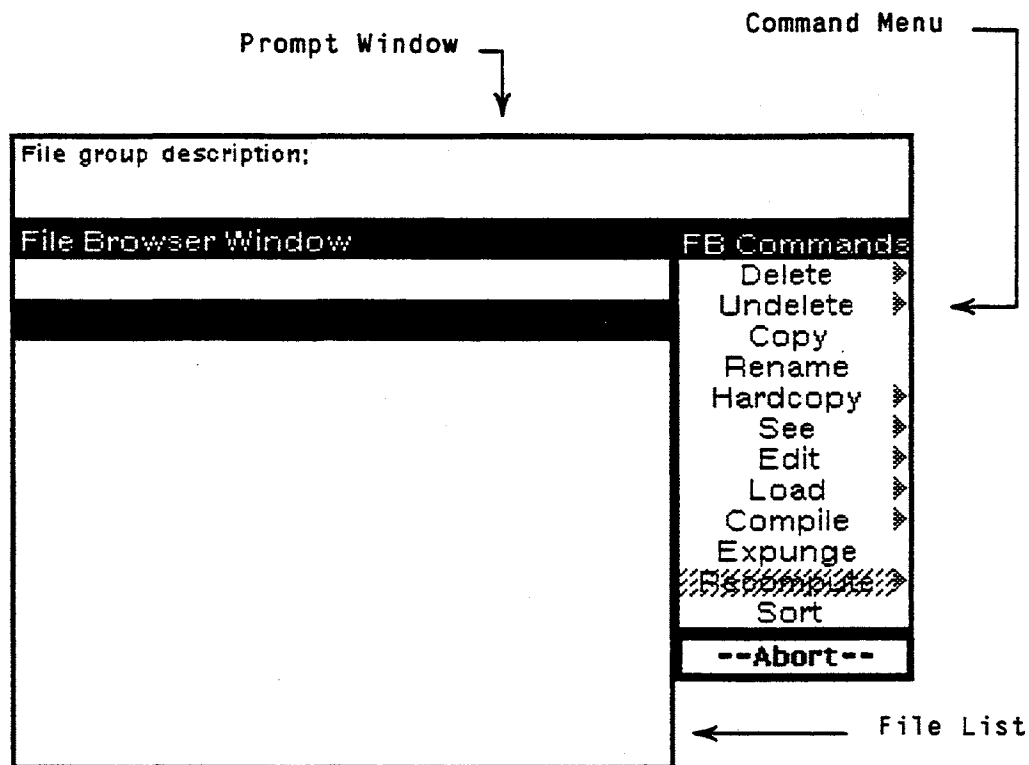 Command Menu
Prompt Window
File group description:
File Browser Window
FB Commands
Delete
Undelete
Copy
Rename
Hardcopy
See
Edit
Load
Compile
Expunge
Recompute
Sort
--Abort--
File List